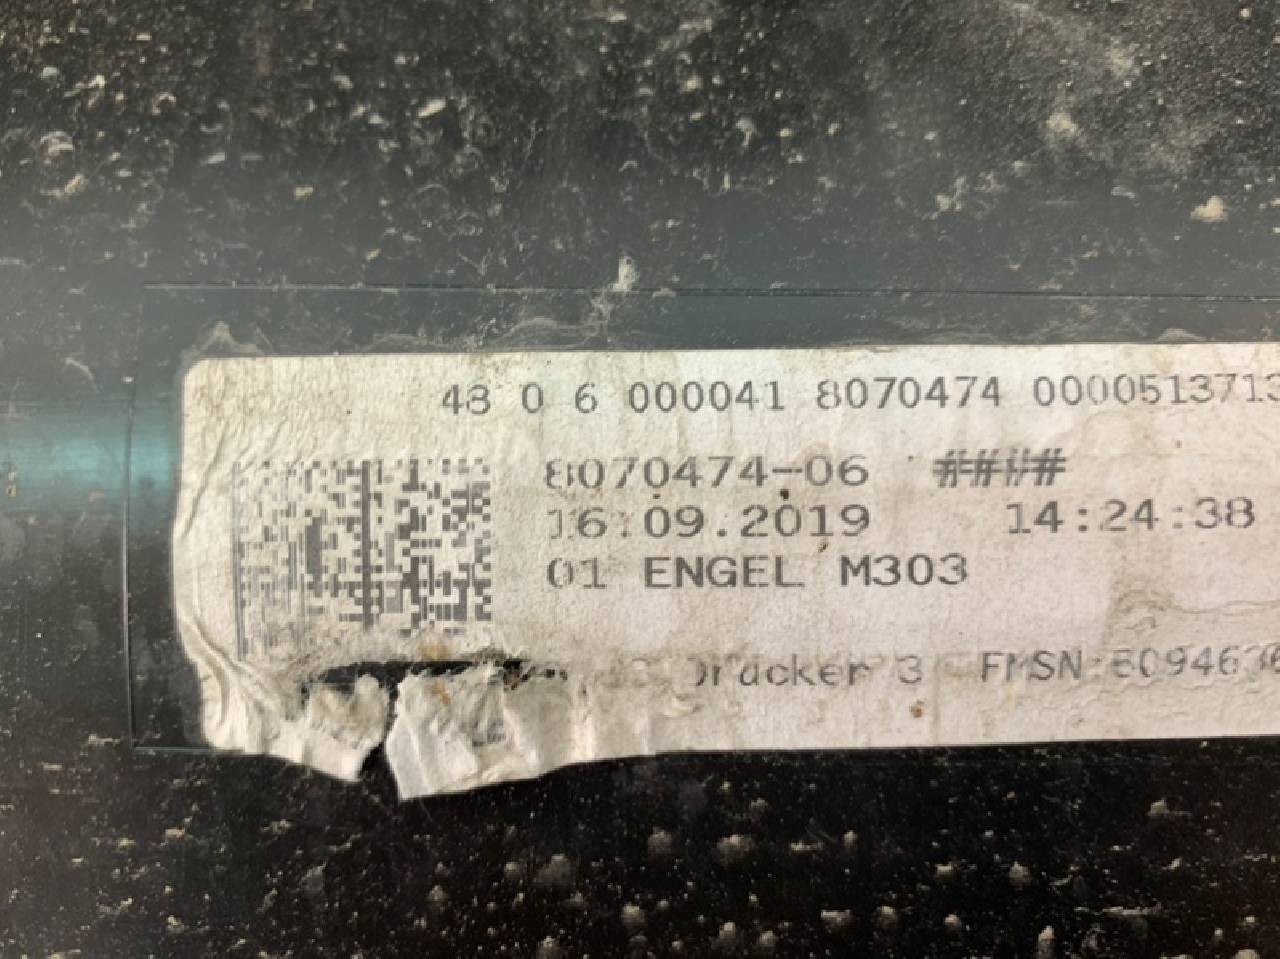 48 0 6 000041 8070474 0000513713
8070474-06 ####
16.09.2019 14:24:38
01 ENGEL M303
Drucker 3 FMSN